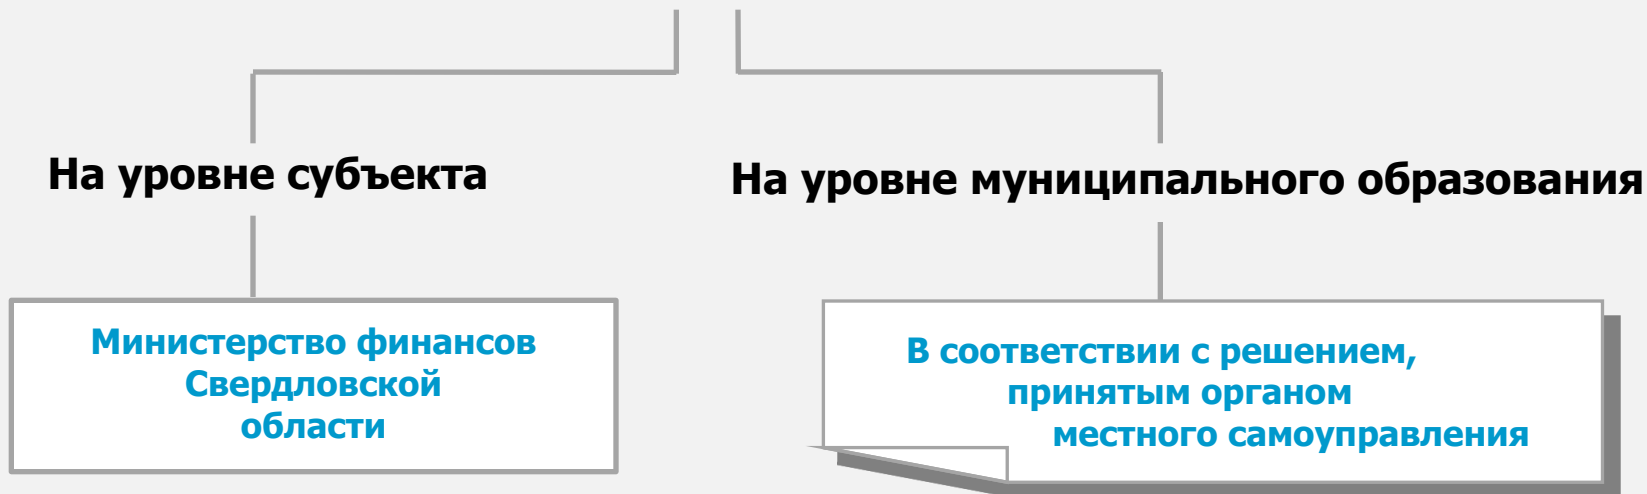 На уровне субъекта
На уровне муниципального образования
Министерство финансов
Свердловской
области
В соответствии с решением,
принятым органом
местного самоуправления